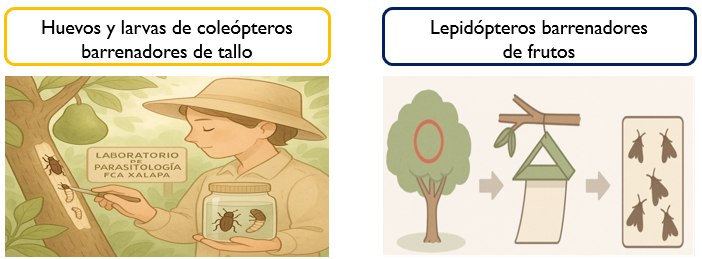 Huevos y larvas de coleópteros
barrenadores de tallo
Lepidópteros barrenadores
de frutos
LABORATORIO
DE
PARASITOLOGÍA
FCA XALAPA